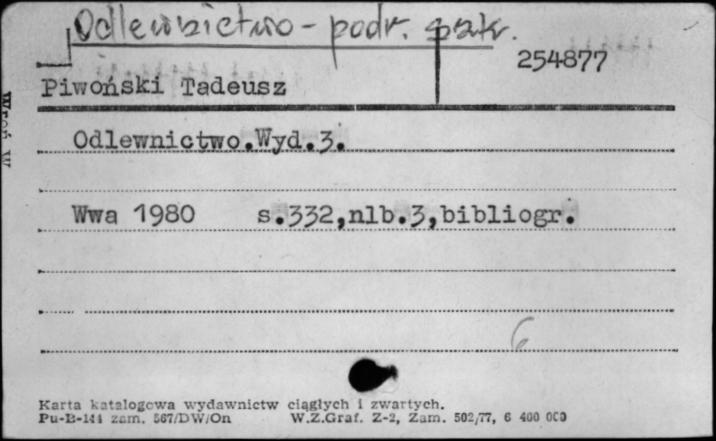 Odlewnictwo - podr. szk.
254877
Piwoński Tadeusz
Odlewnictwo.Wyd.3.
Wwa 1980 s.332,nlb.3,bibliogr.
6
Karta katalogowa wydawnictw ciągłych i zwartych.
Pu-B-144 zam. 567/DW/On W.Z.Graf. Z-2, Zam. 502/77, 6 400 000